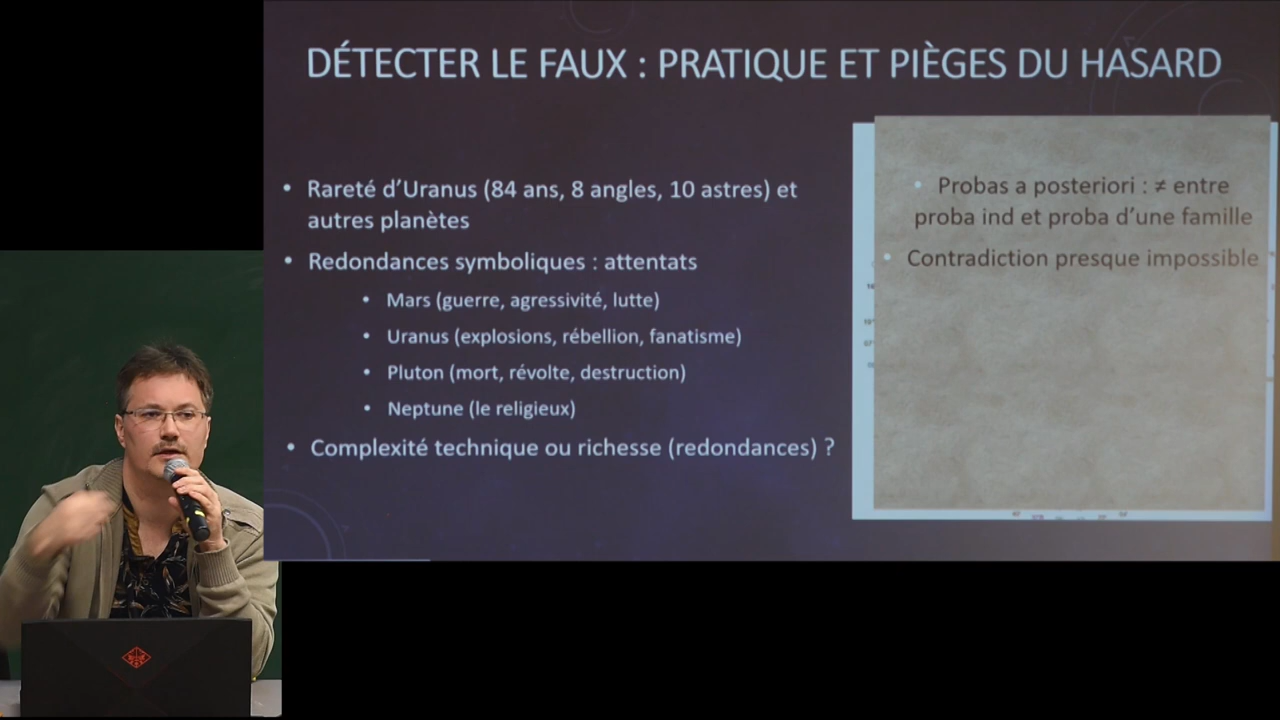 DÉTECTER LE FAUX : PRATIQUE ET PIÈGES DU HASARD
• Rareté d'Uranus (84 ans, 8 angles, 10 astres) et
autres planètes
• Redondances symboliques : attentats
• Mars (guerre, agressivité, lutte)
• Uranus (explosions, rébellion, fanatisme)
• Pluton (mort, révolte, destruction)
• Neptune (le religieux)
• Complexité technique ou richesse (redondances) ?
• Probas a posteriori : ≠ entre
proba ind et proba d'une famille
• Contradiction presque impossible